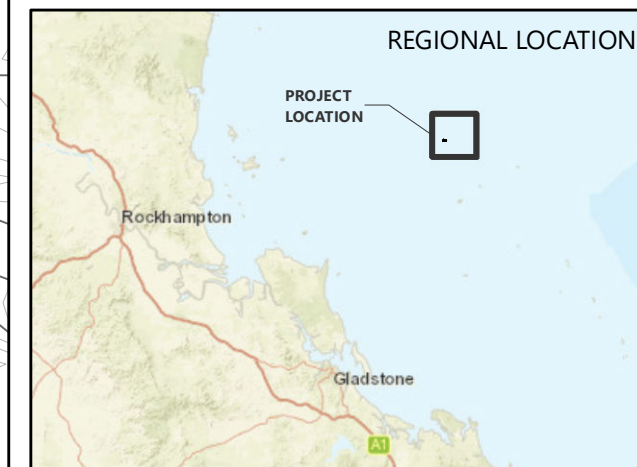 REGIONAL LOCATION
PROJECT
LOCATION
Rockhampton
Gladstone
A1